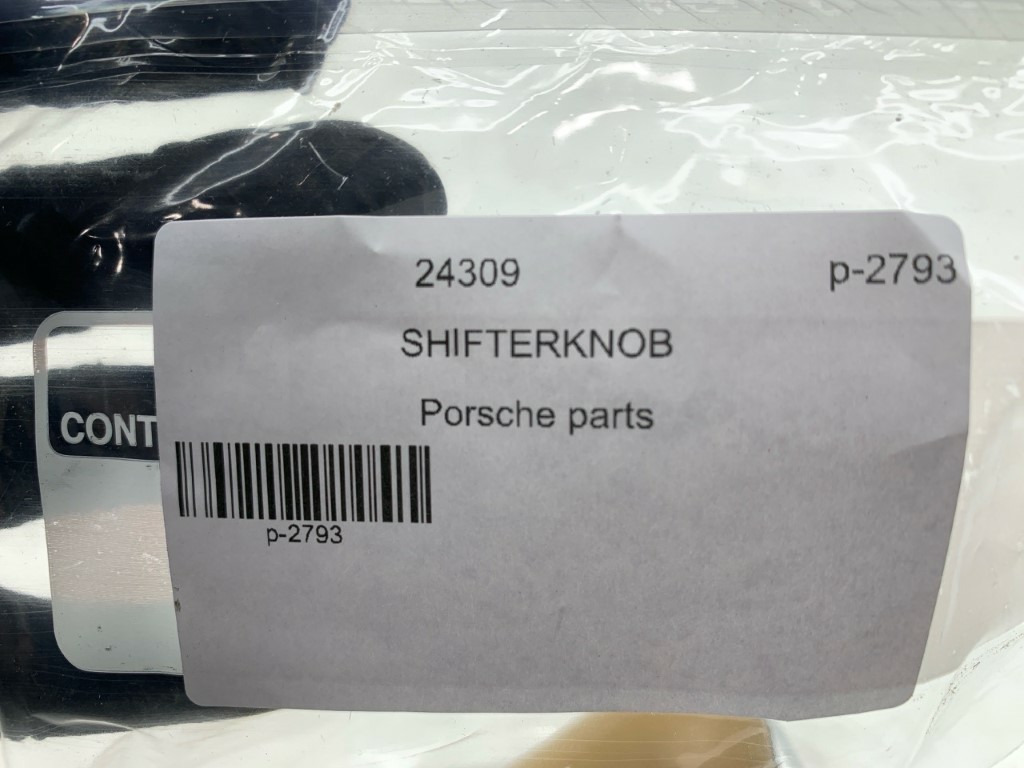 24309 p-2793
SHIFTERKNOB
Porsche parts
CONT
p-2793